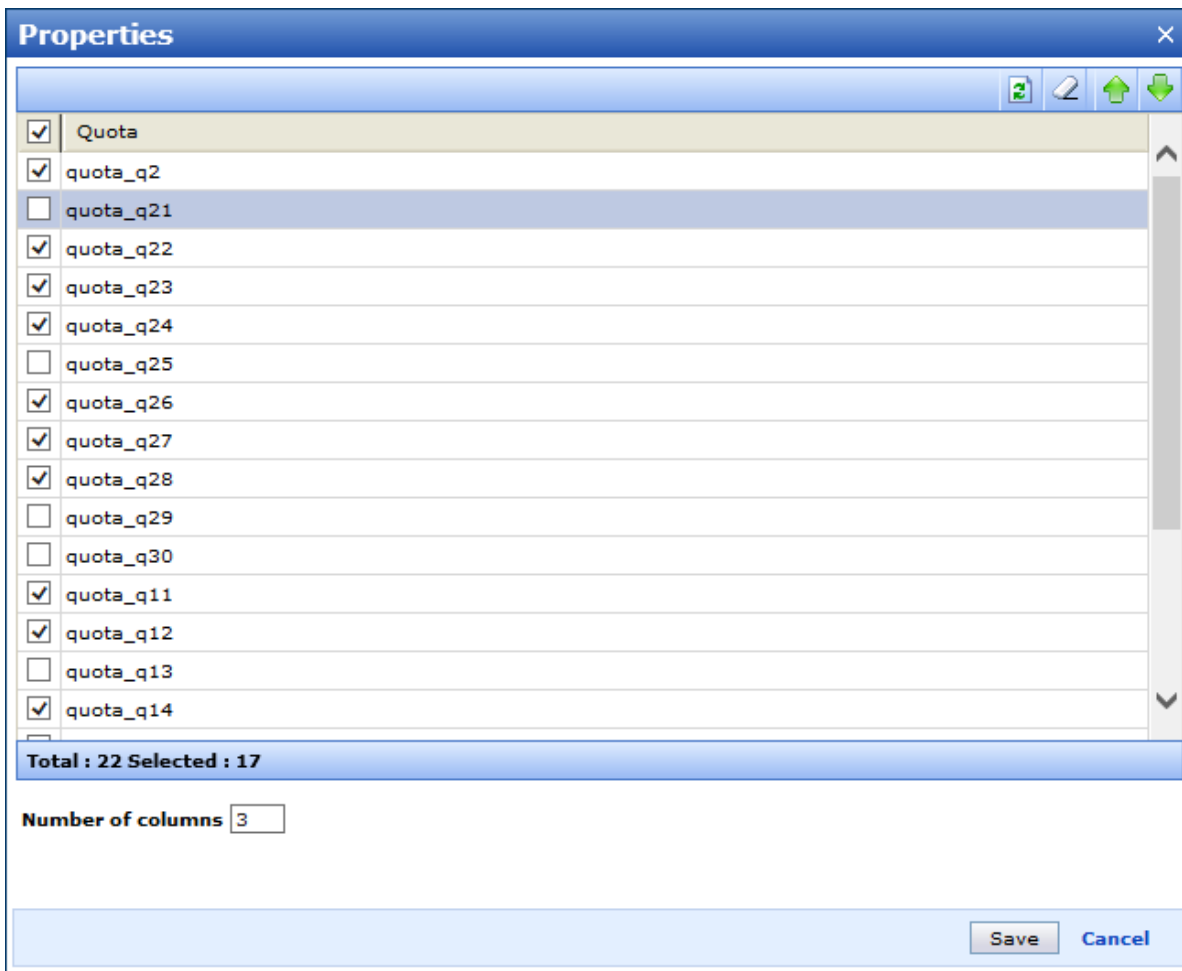 Properties
Quota
quota_q2
quota_q21
quota_q22
quota_q23
quota_q24
quota_q25
quota_q26
quota_q27
quota_q28
quota_q29
quota_q30
quota_q11
quota_q12
quota_q13
quota_q14
Total : 22 Selected : 17
Number of columns 3
Save Cancel